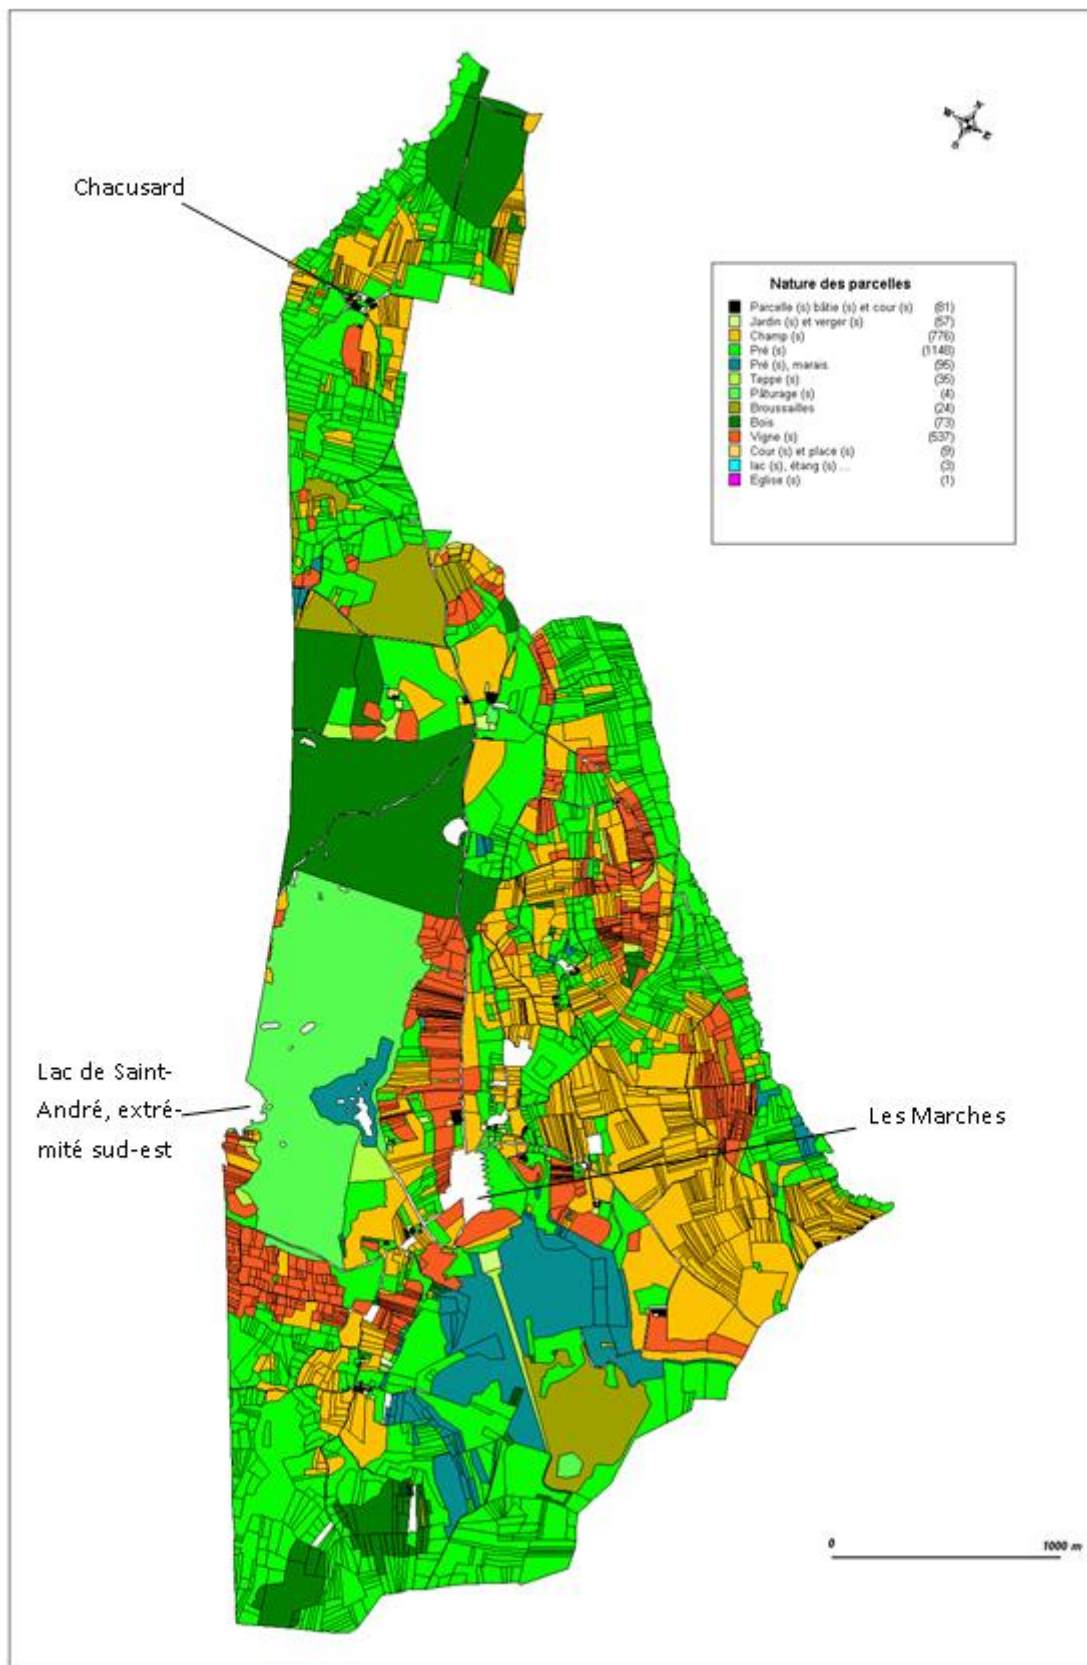 N
W
E
S
Chacusard
Nature des parcelles
Parcelle (s) bâtie (s) et cour (s) (81)
Jardin (s) et verger (s) (57)
Champ (s) (776)
Pré (s) (1148)
Pré (s), marais (95)
Teppe (s) (35)
Pâturage (s) (4)
Broussailles (24)
Bois (73)
Vigne (s) (537)
Cour (s) et place (s) (9)
lac (s), étang (s) ... (3)
Eglise (s) (1)
Lac de Saint-
André, extré-
mité sud-est
Les Marches
0 1000 m